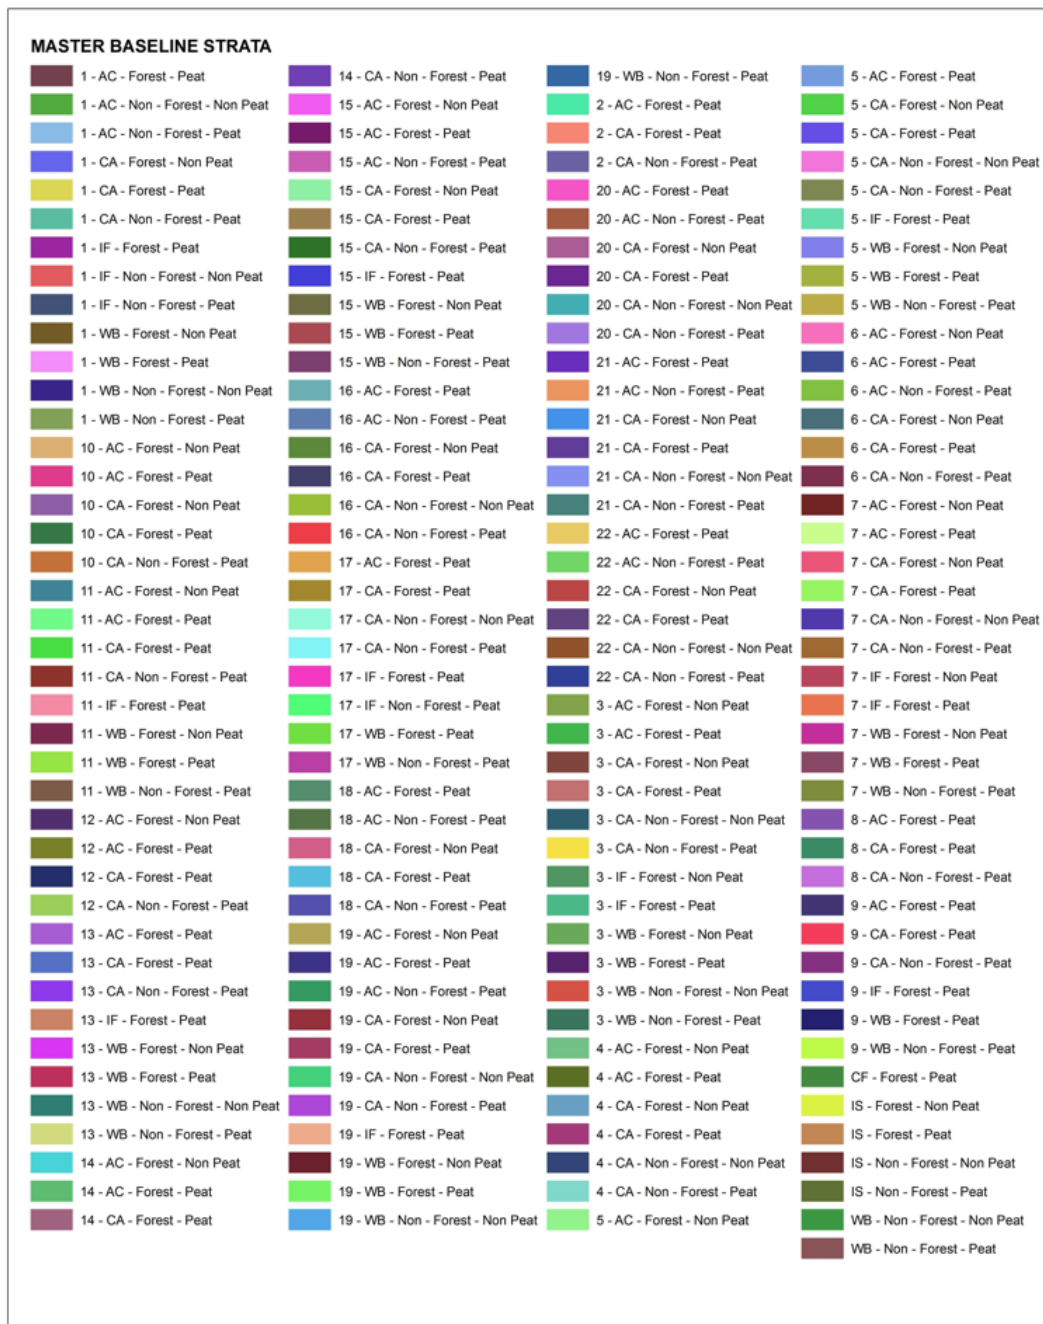 MASTER BASELINE STRATA
1 - AC - Forest - Peat
1 - AC - Non - Forest - Non Peat
1 - AC - Non - Forest - Peat
1 - CA - Forest - Non Peat
1 - CA - Forest - Peat
1 - CA - Non - Forest - Peat
1 - IF - Forest - Peat
1 - IF - Non - Forest - Non Peat
1 - IF - Non - Forest - Peat
1 - WB - Forest - Non Peat
1 - WB - Forest - Peat
1 - WB - Non - Forest - Non Peat
1 - WB - Non - Forest - Peat
10 - AC - Forest - Non Peat
10 - AC - Forest - Peat
10 - CA - Forest - Non Peat
10 - CA - Forest - Peat
10 - CA - Non - Forest - Peat
11 - AC - Forest - Non Peat
11 - AC - Forest - Peat
11 - CA - Forest - Peat
11 - CA - Non - Forest - Peat
11 - IF - Forest - Peat
11 - WB - Forest - Non Peat
11 - WB - Forest - Peat
11 - WB - Non - Forest - Peat
12 - AC - Forest - Non Peat
12 - AC - Forest - Peat
12 - CA - Forest - Peat
12 - CA - Non - Forest - Peat
13 - AC - Forest - Peat
13 - CA - Forest - Peat
13 - CA - Non - Forest - Peat
13 - IF - Forest - Peat
13 - WB - Forest - Non Peat
13 - WB - Forest - Peat
13 - WB - Non - Forest - Non Peat
13 - WB - Non - Forest - Peat
14 - AC - Forest - Non Peat
14 - AC - Forest - Peat
14 - CA - Forest - Peat
14 - CA - Non - Forest - Peat
15 - AC - Forest - Non Peat
15 - AC - Forest - Peat
15 - AC - Non - Forest - Peat
15 - CA - Forest - Non Peat
15 - CA - Forest - Peat
15 - CA - Non - Forest - Peat
15 - IF - Forest - Peat
15 - WB - Forest - Non Peat
15 - WB - Forest - Peat
15 - WB - Non - Forest - Peat
16 - AC - Forest - Peat
16 - AC - Non - Forest - Peat
16 - CA - Forest - Non Peat
16 - CA - Forest - Peat
16 - CA - Non - Forest - Non Peat
16 - CA - Non - Forest - Peat
17 - AC - Forest - Peat
17 - CA - Forest - Peat
17 - CA - Non - Forest - Non Peat
17 - CA - Non - Forest - Peat
17 - IF - Forest - Peat
17 - IF - Non - Forest - Peat
17 - WB - Forest - Peat
17 - WB - Non - Forest - Peat
18 - AC - Forest - Peat
18 - AC - Non - Forest - Peat
18 - CA - Forest - Non Peat
18 - CA - Forest - Peat
18 - CA - Non - Forest - Peat
19 - AC - Forest - Non Peat
19 - AC - Forest - Peat
19 - AC - Non - Forest - Peat
19 - CA - Forest - Non Peat
19 - CA - Forest - Peat
19 - CA - Non - Forest - Non Peat
19 - CA - Non - Forest - Peat
19 - IF - Forest - Peat
19 - WB - Forest - Non Peat
19 - WB - Forest - Peat
19 - WB - Non - Forest - Non Peat
19 - WB - Non - Forest - Peat
2 - AC - Forest - Peat
2 - CA - Forest - Peat
2 - CA - Non - Forest - Peat
20 - AC - Forest - Peat
20 - AC - Non - Forest - Peat
20 - CA - Forest - Non Peat
20 - CA - Forest - Peat
20 - CA - Non - Forest - Non Peat
20 - CA - Non - Forest - Peat
21 - AC - Forest - Peat
21 - AC - Non - Forest - Peat
21 - CA - Forest - Non Peat
21 - CA - Forest - Peat
21 - CA - Non - Forest - Non Peat
21 - CA - Non - Forest - Peat
22 - AC - Forest - Peat
22 - AC - Non - Forest - Peat
22 - CA - Forest - Non Peat
22 - CA - Forest - Peat
22 - CA - Non - Forest - Non Peat
22 - CA - Non - Forest - Peat
3 - AC - Forest - Non Peat
3 - AC - Forest - Peat
3 - CA - Forest - Non Peat
3 - CA - Forest - Peat
3 - CA - Non - Forest - Non Peat
3 - CA - Non - Forest - Peat
3 - IF - Forest - Non Peat
3 - IF - Forest - Peat
3 - WB - Forest - Non Peat
3 - WB - Forest - Peat
3 - WB - Non - Forest - Non Peat
3 - WB - Non - Forest - Peat
4 - AC - Forest - Non Peat
4 - AC - Forest - Peat
4 - CA - Forest - Non Peat
4 - CA - Forest - Peat
4 - CA - Non - Forest - Non Peat
4 - CA - Non - Forest - Peat
5 - AC - Forest - Non Peat
5 - AC - Forest - Peat
5 - CA - Forest - Non Peat
5 - CA - Forest - Peat
5 - CA - Non - Forest - Non Peat
5 - CA - Non - Forest - Peat
5 - IF - Forest - Peat
5 - WB - Forest - Non Peat
5 - WB - Forest - Peat
5 - WB - Non - Forest - Peat
6 - AC - Forest - Non Peat
6 - AC - Forest - Peat
6 - AC - Non - Forest - Peat
6 - CA - Forest - Non Peat
6 - CA - Forest - Peat
6 - CA - Non - Forest - Peat
7 - AC - Forest - Non Peat
7 - AC - Forest - Peat
7 - CA - Forest - Non Peat
7 - CA - Forest - Peat
7 - CA - Non - Forest - Non Peat
7 - CA - Non - Forest - Peat
7 - IF - Forest - Non Peat
7 - IF - Forest - Peat
7 - WB - Forest - Non Peat
7 - WB - Forest - Peat
7 - WB - Non - Forest - Peat
8 - AC - Forest - Peat
8 - CA - Forest - Peat
8 - CA - Non - Forest - Peat
9 - AC - Forest - Peat
9 - CA - Forest - Peat
9 - CA - Non - Forest - Peat
9 - IF - Forest - Peat
9 - WB - Forest - Peat
9 - WB - Non - Forest - Peat
CF - Forest - Peat
IS - Forest - Non Peat
IS - Forest - Peat
IS - Non - Forest - Non Peat
IS - Non - Forest - Peat
WB - Non - Forest - Non Peat
WB - Non - Forest - Peat